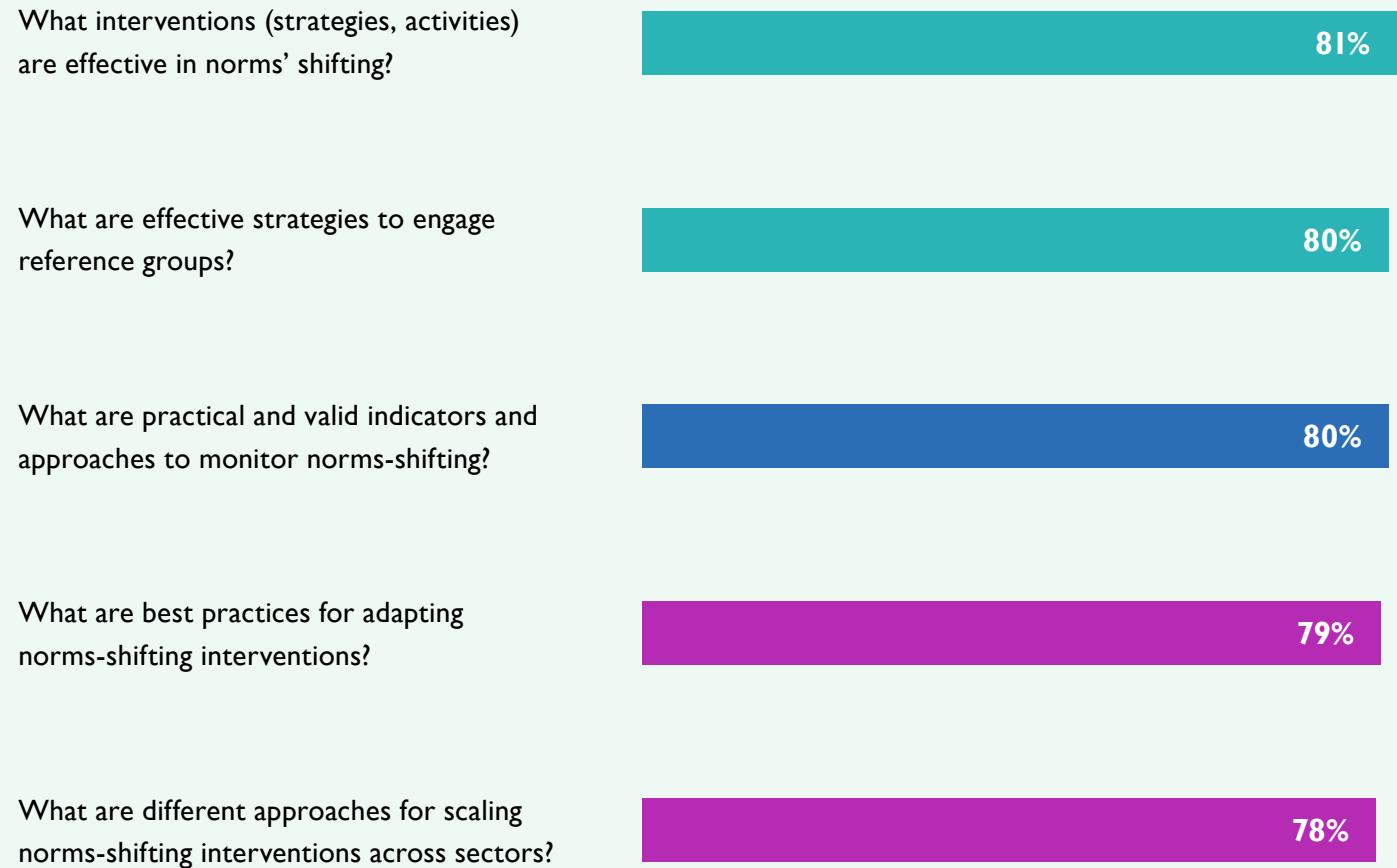 What interventions (strategies, activities)
are effective in norms’ shifting?
81%
What are effective strategies to engage
reference groups?
80%
What are practical and valid indicators and
approaches to monitor norms-shifting?
80%
What are best practices for adapting
norms-shifting interventions?
79%
What are different approaches for scaling
norms-shifting interventions across sectors?
78%